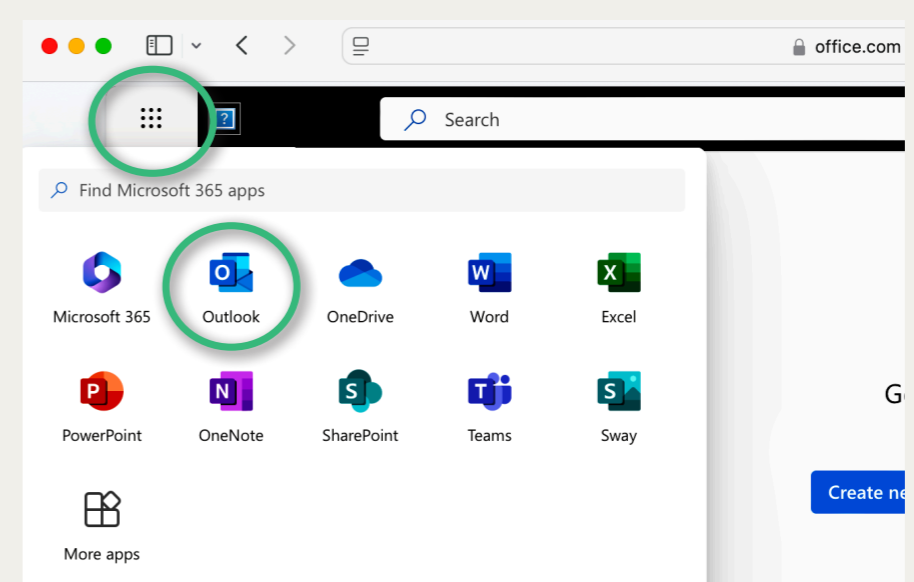 office.com
?
Search
Find Microsoft 365 apps
O W X
Microsoft 365 Outlook OneDrive Word Excel
P N S T S
PowerPoint OneNote SharePoint Teams Sway
G
Create ne
More apps